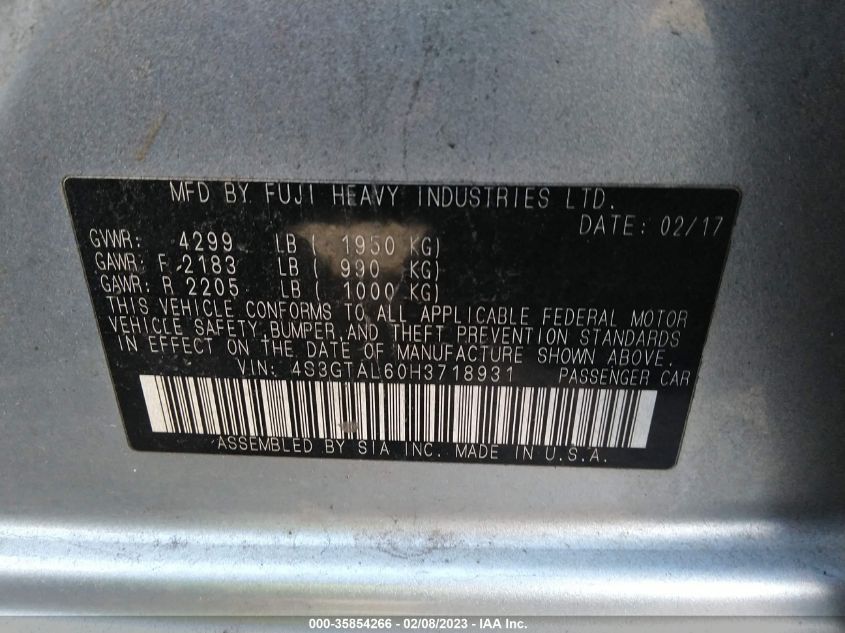 MFD BY FUJI HEAVY INDUSTRIES LTD.
DATE: 02/17
GVWR: 4299 LB ( 1950 KG)
GAWR: F 2183 LB ( 990 KG)
GAWR: R 2205 LB ( 1000 KG)
THIS VEHICLE CONFORMS TO ALL APPLICABLE FEDERAL MOTOR
VEHICLE SAFETY, BUMPER, AND THEFT PREVENTION STANDARDS
IN EFFECT ON THE DATE OF MANUFACTURE SHOWN ABOVE.
VIN: 4S3GTAL60H3718931 PASSENGER CAR
ASSEMBLED BY SIA INC. MADE IN U.S.A.
000-35854266 - 02/08/2023 - IAA Inc.